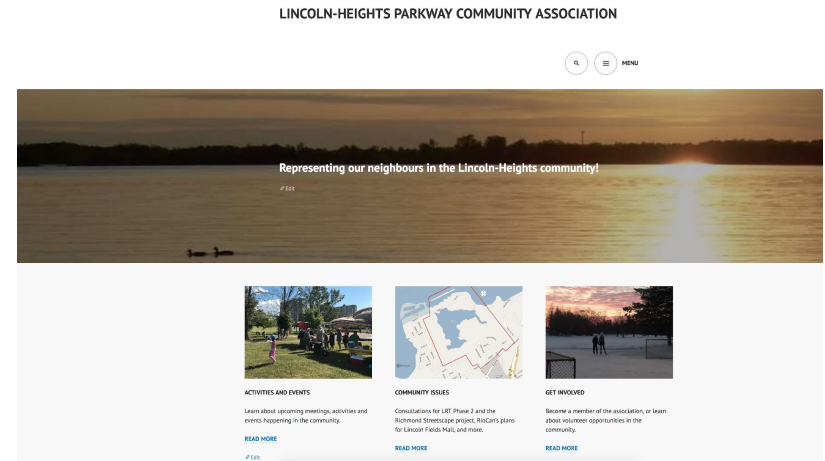 LINCOLN-HEIGHTS PARKWAY COMMUNITY ASSOCIATION
MENU
Representing our neighbours in the Lincoln-Heights community!
Edit
ACTIVITIES AND EVENTS
Learn about upcoming meetings, activities and
events happening in the community.
READ MORE
Edit
COMMUNITY ISSUES
Consultations for LRT Phase 2 and the
Richmond Streetscape project, RioCan's plans
for Lincoln Fields Mall, and more.
READ MORE
GET INVOLVED
Become a member of the association, or learn
about volunteer opportunities in the
community.
READ MORE